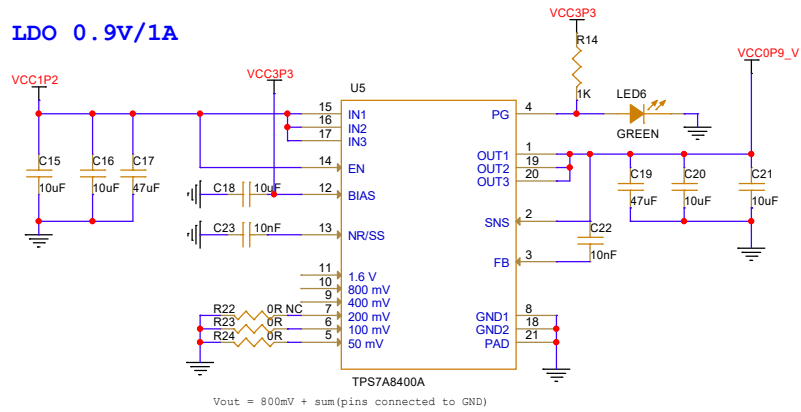 LDO 0.9V/1A
VCC3P3
R14
1K
VCC0P9_V
VCC1P2
VCC3P3
U5
LED6
GREEN
15 IN1 PG 4
16 IN2
17 IN3
OUT1 1
OUT2 19
OUT3 20
14 EN
C15
10uF
C16
10uF
C17
47uF
C18 10uF 12 BIAS
C19
47uF
C20
10uF
C21
10uF
SNS 2
C23 10nF 13 NR/SS
C22
10nF
FB 3
11 1.6 V
10 800 mV
9 400 mV
R22 0R NC 7 200 mV
R23 0R 6 100 mV
R24 0R 5 50 mV
GND1 8
GND2 18
PAD 21
TPS7A8400A
Vout = 800mV + sum(pins connected to GND)